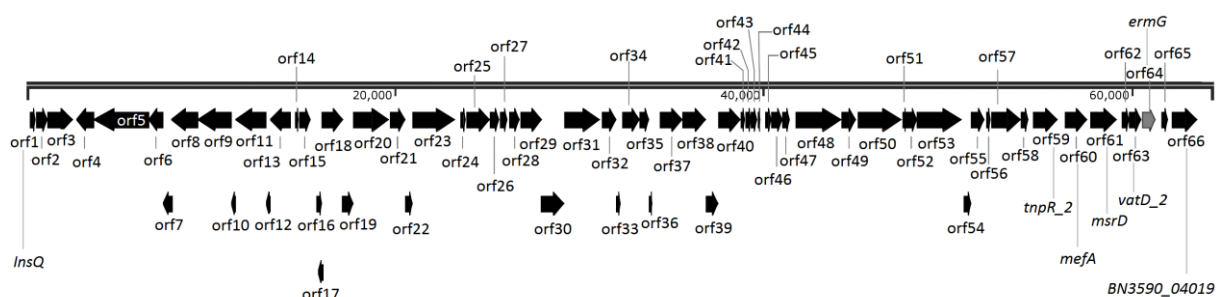 ermG
orf43 orf44 orf62 orf65
orf27 orf42 orf51
orf14 orf34 orf41 orf45 orf57 orf64
orf25
20,000 40,000 60,000
orf5
orf1 orf3 orf8 orf9 orf11 orf18 orf20 orf23 orf29 orf31 orf35 orf38 orf40 orf48 orf50 orf53 orf59 orf61 orf66
orf2 orf4 orf6 orf13 orf15 orf21 orf24 orf28 orf32 orf37 orf47 orf49 orf52 orf55 orf58 orf60 orf63
orf26 orf46 orf56
vatD_2
tnpR_2
orf7 orf10 orf12 orf16 orf19 orf22 orf30 orf33 orf36 orf39 orf54 msrD
InsQ mefA
orf17 BN3590_04019